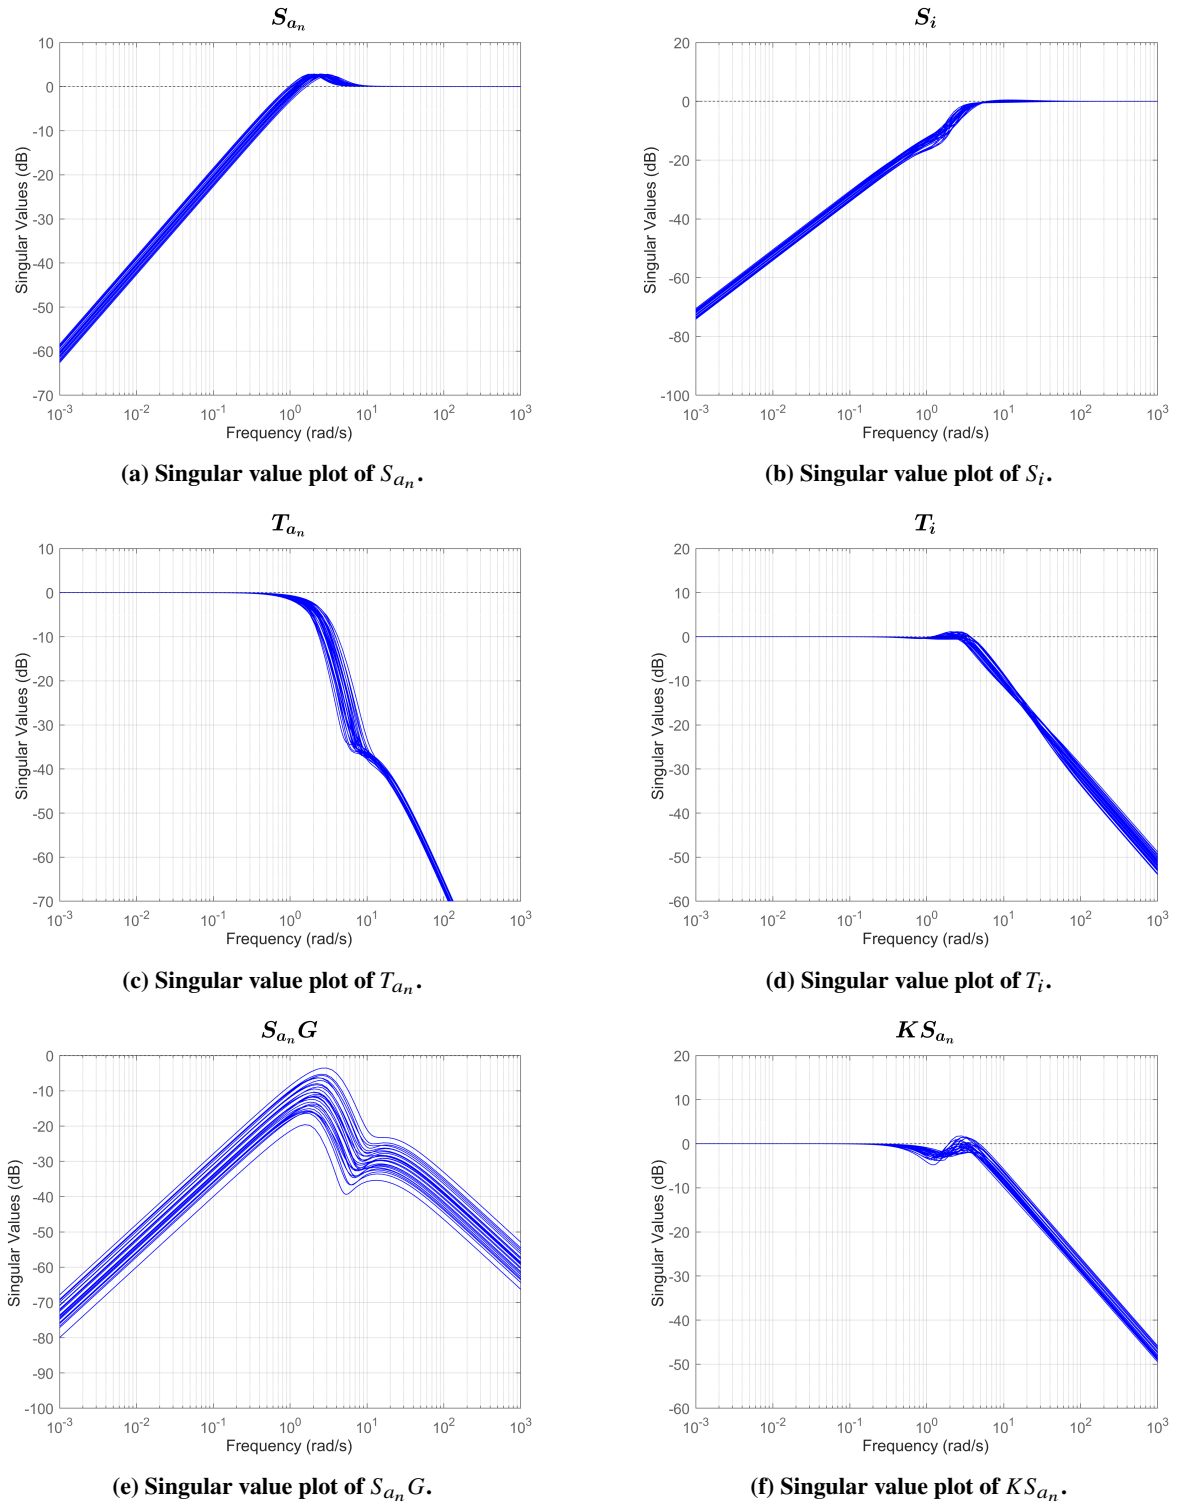 S_{a_n}
10
0
-10
-20
-30
-40
-50
-60
-70
Singular Values (dB)
10^{-3} 10^{-2} 10^{-1} 10^{0} 10^{1} 10^{2} 10^{3}
Frequency (rad/s)
(a) Singular value plot of S_{a_n}.
S_i
20
0
-20
-40
-60
-80
-100
Singular Values (dB)
10^{-3} 10^{-2} 10^{-1} 10^{0} 10^{1} 10^{2} 10^{3}
Frequency (rad/s)
(b) Singular value plot of S_i.
T_{a_n}
10
0
-10
-20
-30
-40
-50
-60
-70
Singular Values (dB)
10^{-3} 10^{-2} 10^{-1} 10^{0} 10^{1} 10^{2} 10^{3}
Frequency (rad/s)
(c) Singular value plot of T_{a_n}.
T_i
20
10
0
-10
-20
-30
-40
-50
-60
Singular Values (dB)
10^{-3} 10^{-2} 10^{-1} 10^{0} 10^{1} 10^{2} 10^{3}
Frequency (rad/s)
(d) Singular value plot of T_i.
S_{a_n}G
0
-10
-20
-30
-40
-50
-60
-70
-80
-90
-100
Singular Values (dB)
10^{-3} 10^{-2} 10^{-1} 10^{0} 10^{1} 10^{2} 10^{3}
Frequency (rad/s)
(e) Singular value plot of S_{a_n}G.
KS_{a_n}
20
10
0
-10
-20
-30
-40
-50
-60
Singular Values (dB)
10^{-3} 10^{-2} 10^{-1} 10^{0} 10^{1} 10^{2} 10^{3}
Frequency (rad/s)
(f) Singular value plot of KS_{a_n}.